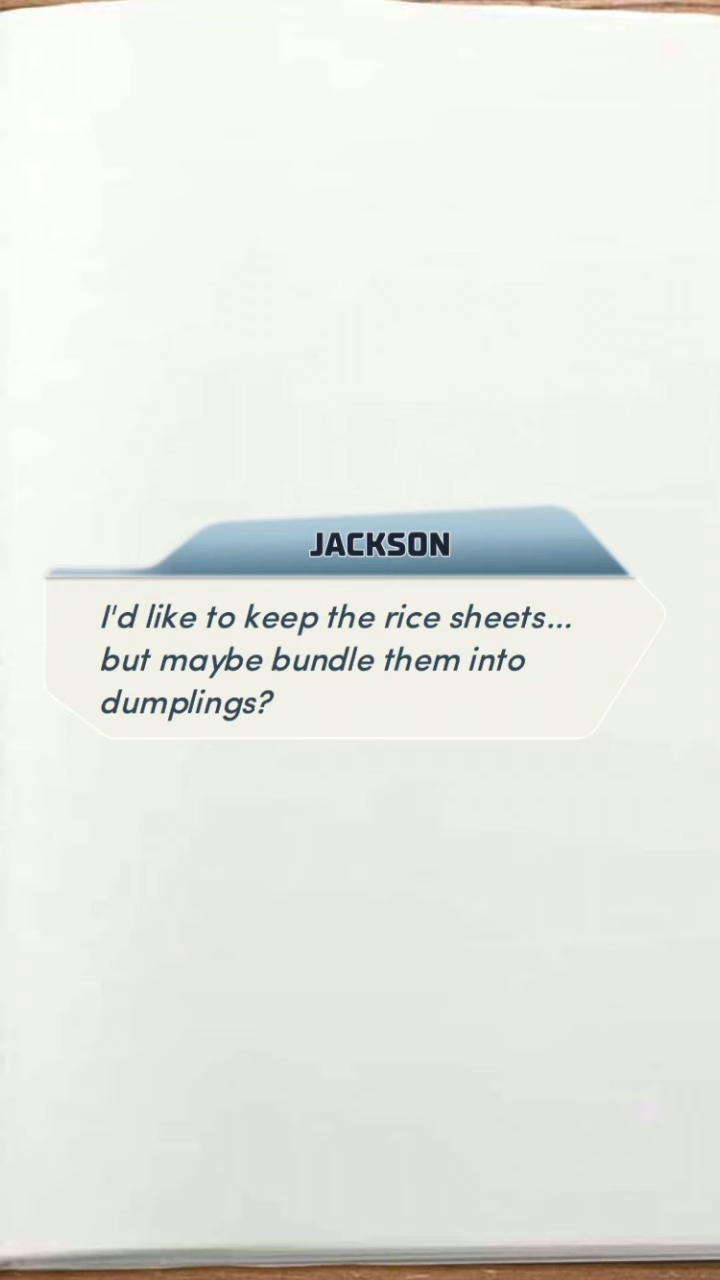 JACKSON
I'd like to keep the rice sheets...
but maybe bundle them into
dumplings?